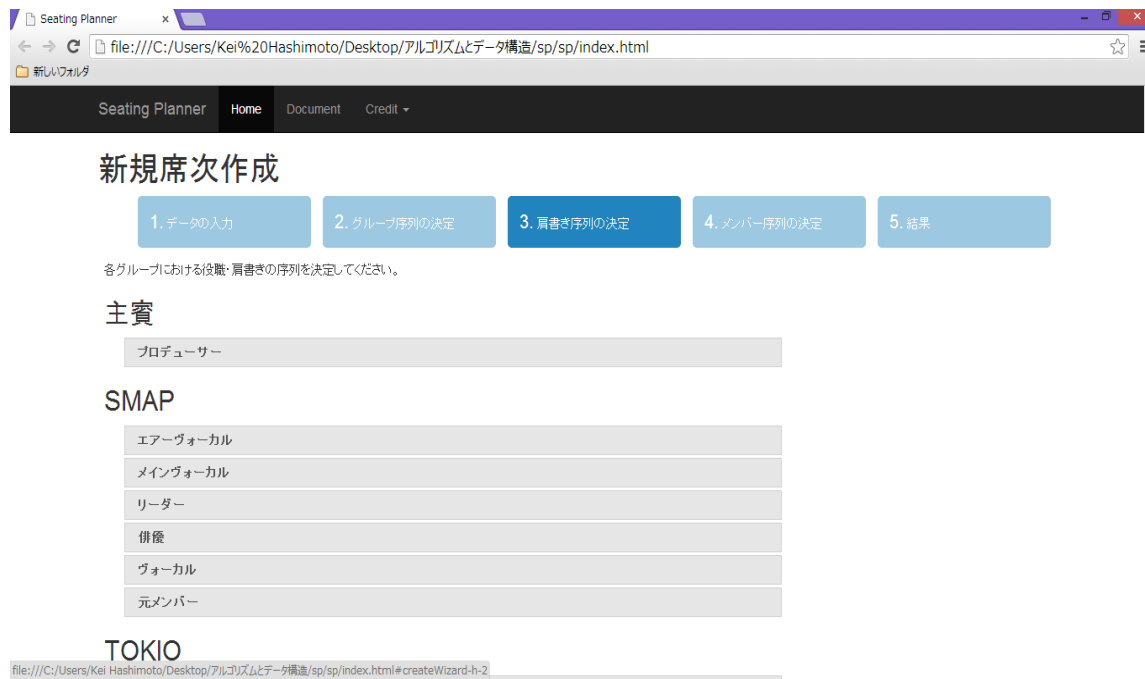 Seating Planner
file:///C:/Users/Kei%20Hashimoto/Desktop/アルゴリズムとデータ構造/sp/sp/index.html
新しいフォルダ
Seating Planner Home Document Credit
新規席次作成
1. データの入力 2. グループ序列の決定 3. 肩書き序列の決定 4. メンバー序列の決定 5. 結果
各グループにおける役職・肩書きの序列を決定してください。
主賓
プロデューサー
SMAP
エアーヴォーカル
メインヴォーカル
リーダー
俳優
ヴォーカル
元メンバー
TOKIO
file:///C:/Users/Kei Hashimoto/Desktop/アルゴリズムとデータ構造/sp/sp/index.html#createWizard-h-2